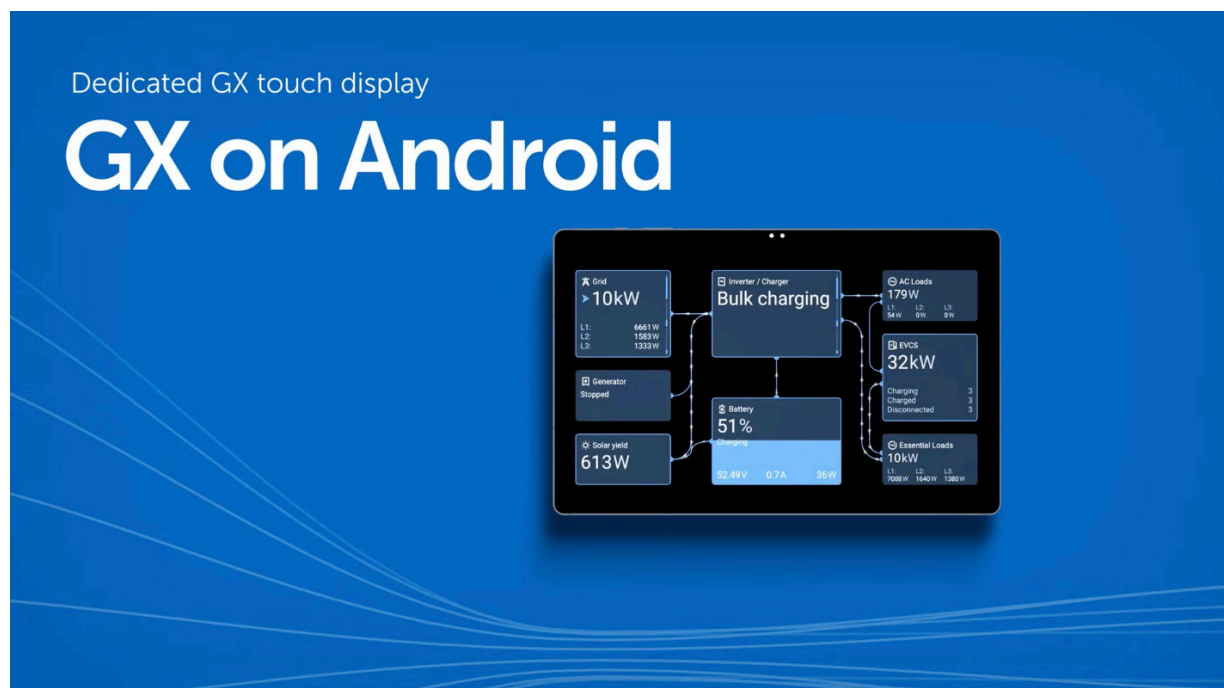 Dedicated GX touch display
GX on Android
Grid
10kW
L1: 6661W
L2: 1583W
L3: 1333W
Generator
Stopped
Solar yield
613W
Inverter / Charger
Bulk charging
Battery
51%
Charging
52.49V 0.7A 36W
AC Loads
179W
L1: L2: L3:
54W 0W 0W
EVCS
32kW
Charging 3
Charged 3
Disconnected 3
Essential Loads
10kW
L1: L2: L3:
7008W 1640W 1380W